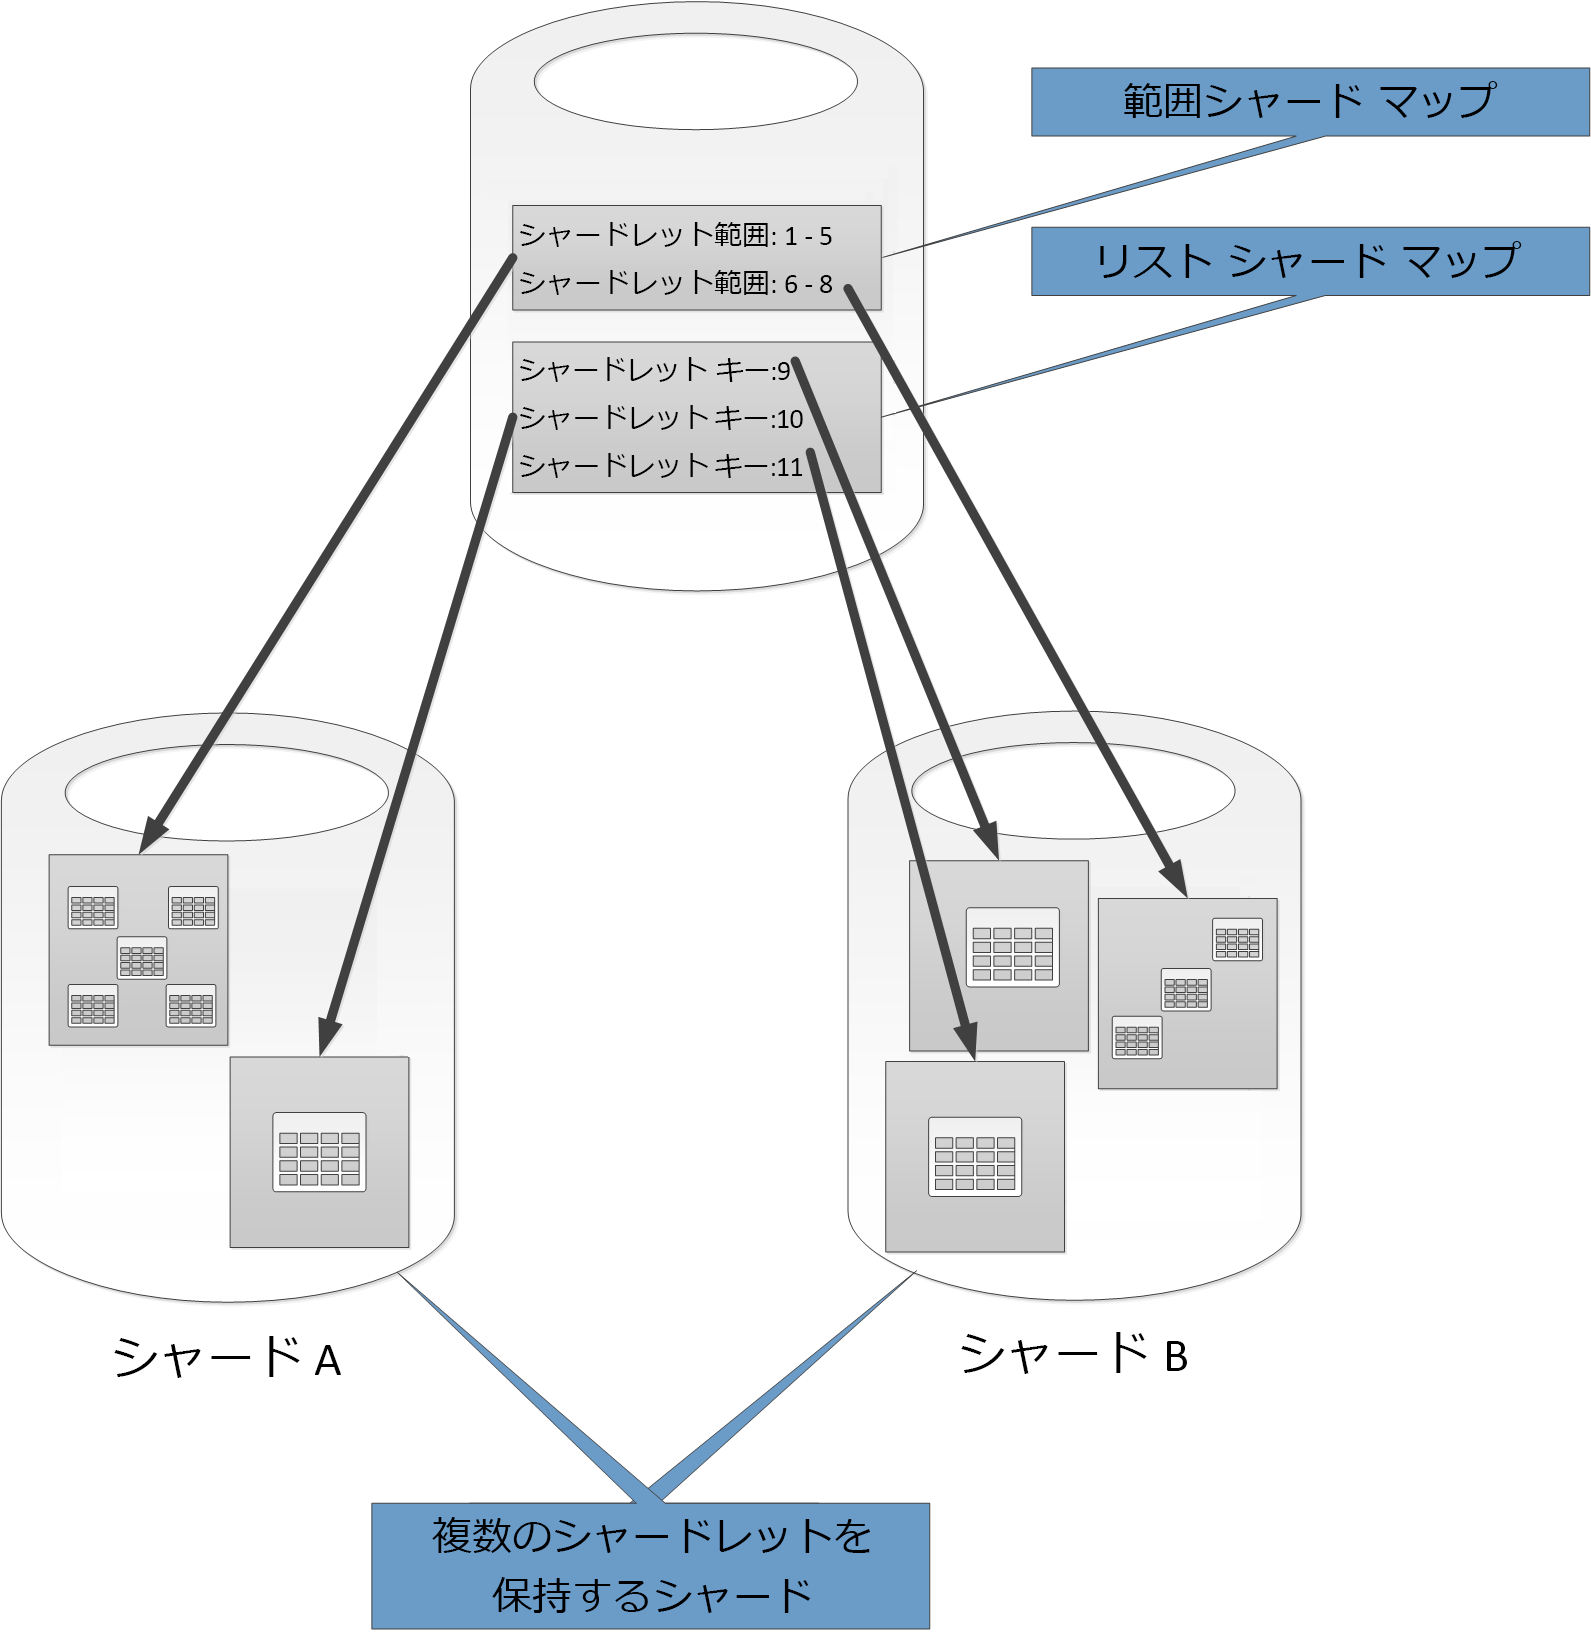 範囲シャード マップ
シャードレット範囲: 1 - 5
シャードレット範囲: 6 - 8
リスト シャード マップ
シャードレット キー:9
シャードレット キー:10
シャードレット キー:11
シャード A
シャード B
複数のシャードレットを
保持するシャード